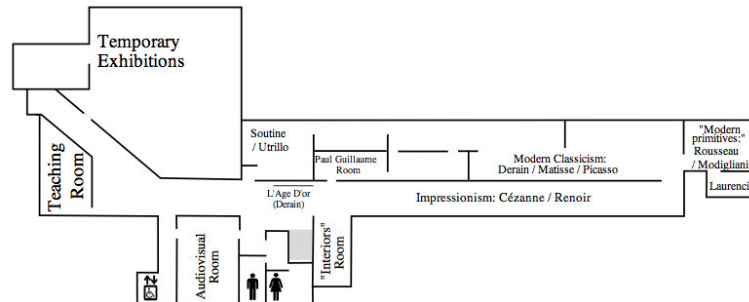 Temporary
Exhibitions
Soutine
/ Utrillo
Paul Guillaume
Room
Modern Classicism:
Derain / Matisse / Picasso
"Modern
primitives:"
Rousseau
/ Modigliani
Laurencin
Teaching
Room
L'Age D'or
(Derain)
Impressionism: Cézanne / Renoir
Audiovisual
Room
"Interiors"
Room